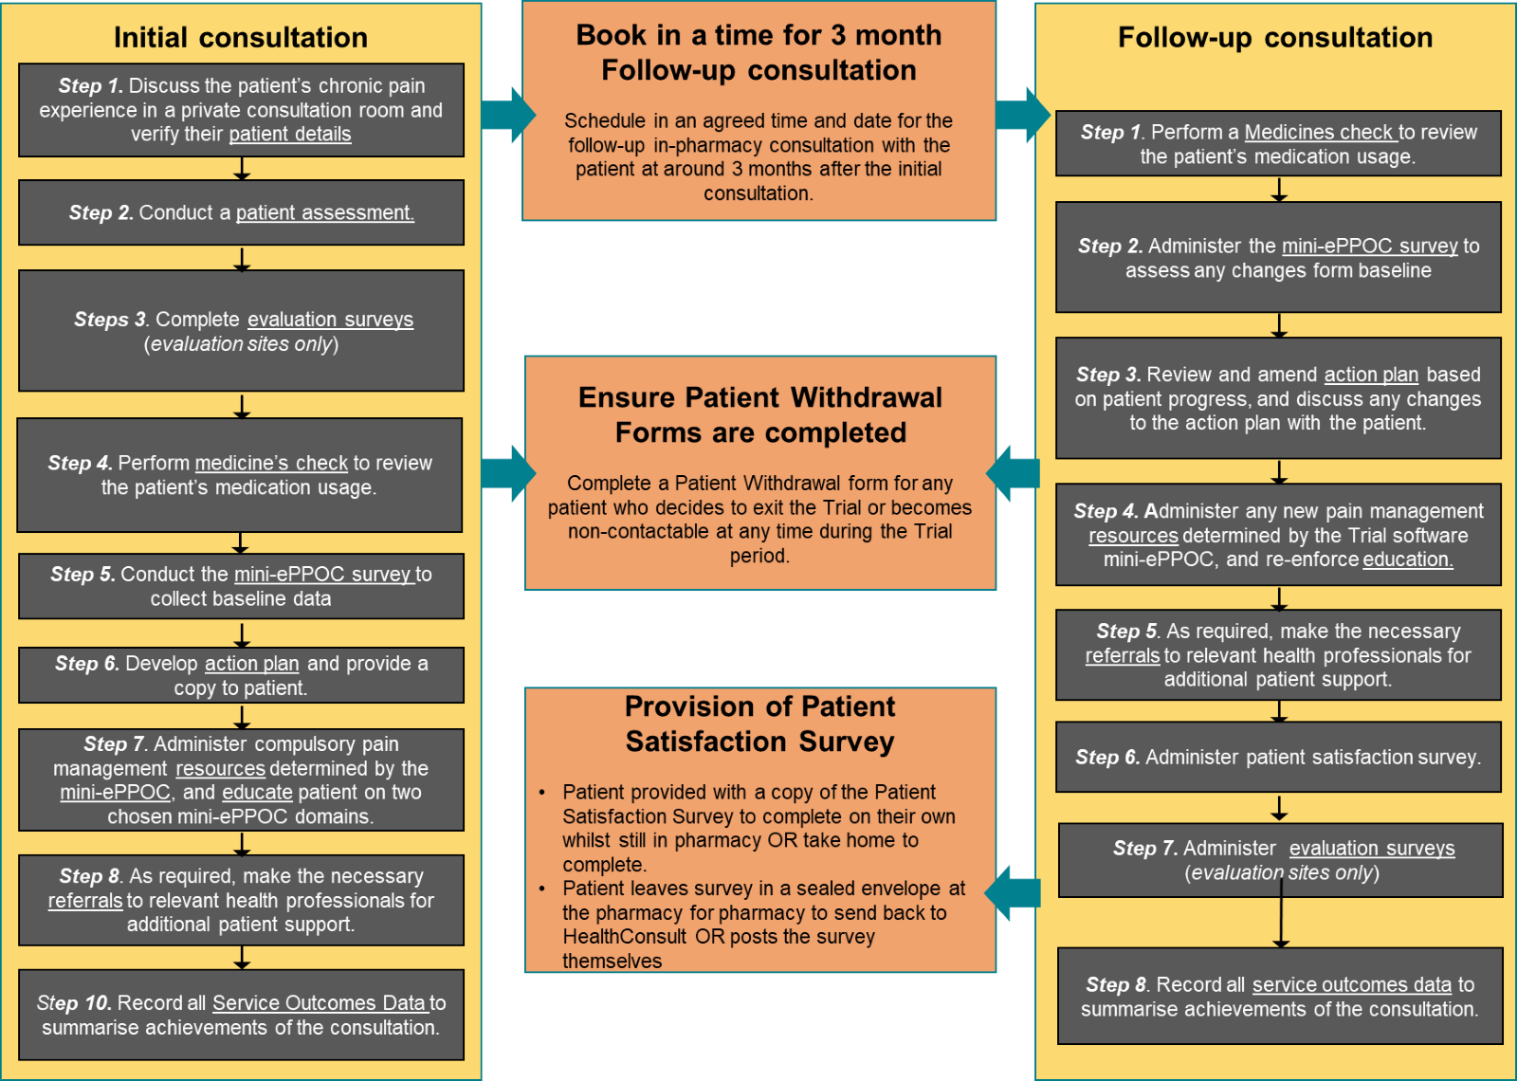 Initial consultation
Step 1. Discuss the patient's chronic pain
experience in a private consultation room and
verify their patient details
Step 2. Conduct a patient assessment.
Steps 3. Complete evaluation surveys
(evaluation sites only)
Step 4. Perform medicine's check to review
the patient's medication usage.
Step 5. Conduct the mini-ePPOC survey to
collect baseline data
Step 6. Develop action plan and provide a
copy to patient.
Step 7. Administer compulsory pain
management resources determined by the
mini-ePPOC, and educate patient on two
chosen mini-ePPOC domains.
Step 8. As required, make the necessary
referrals to relevant health professionals for
additional patient support.
Step 10. Record all Service Outcomes Data to
summarise achievements of the consultation.
Book in a time for 3 month
Follow-up consultation
Schedule in an agreed time and date for the
follow-up in-pharmacy consultation with the
patient at around 3 months after the initial
consultation.
Ensure Patient Withdrawal
Forms are completed
Complete a Patient Withdrawal form for any
patient who decides to exit the Trial or becomes
non-contactable at any time during the Trial
period.
Provision of Patient
Satisfaction Survey
• Patient provided with a copy of the Patient
Satisfaction Survey to complete on their own
whilst still in pharmacy OR take home to
complete.
• Patient leaves survey in a sealed envelope at
the pharmacy for pharmacy to send back to
HealthConsult OR posts the survey
themselves
Follow-up consultation
Step 1. Perform a Medicines check to review
the patient's medication usage.
Step 2. Administer the mini-ePPOC survey to
assess any changes form baseline
Step 3. Review and amend action plan based
on patient progress, and discuss any changes
to the action plan with the patient.
Step 4. Administer any new pain management
resources determined by the Trial software
mini-ePPOC, and re-enforce education.
Step 5. As required, make the necessary
referrals to relevant health professionals for
additional patient support.
Step 6. Administer patient satisfaction survey.
Step 7. Administer evaluation surveys
(evaluation sites only)
Step 8. Record all service outcomes data to
summarise achievements of the consultation.